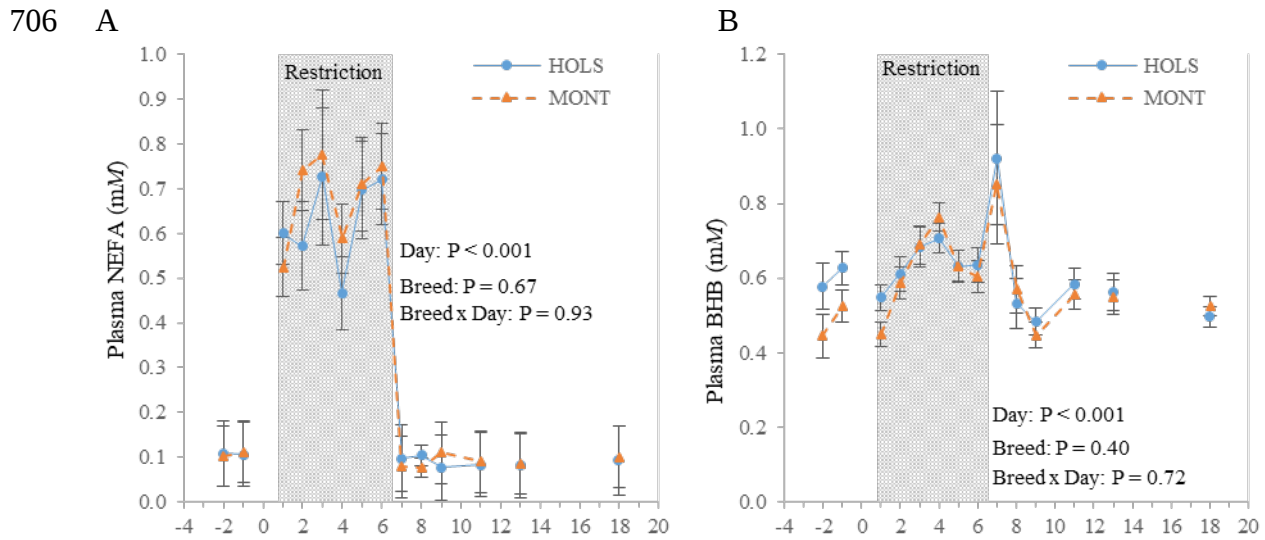 706 A B
1.0
0.9
0.8
0.7
0.6
0.5
0.4
0.3
0.2
0.1
0.0
Plasma NEFA (mM)
Restriction
HOLS
MONT
Day: P < 0.001
Breed: P = 0.67
Breed x Day: P = 0.93
-4 -2 0 2 4 6 8 10 12 14 16 18 20
1.2
1.0
0.8
0.6
0.4
0.2
0.0
Plasma BHB (mM)
Restriction
HOLS
MONT
Day: P < 0.001
Breed: P = 0.40
Breed x Day: P = 0.72
-4 -2 0 2 4 6 8 10 12 14 16 18 20